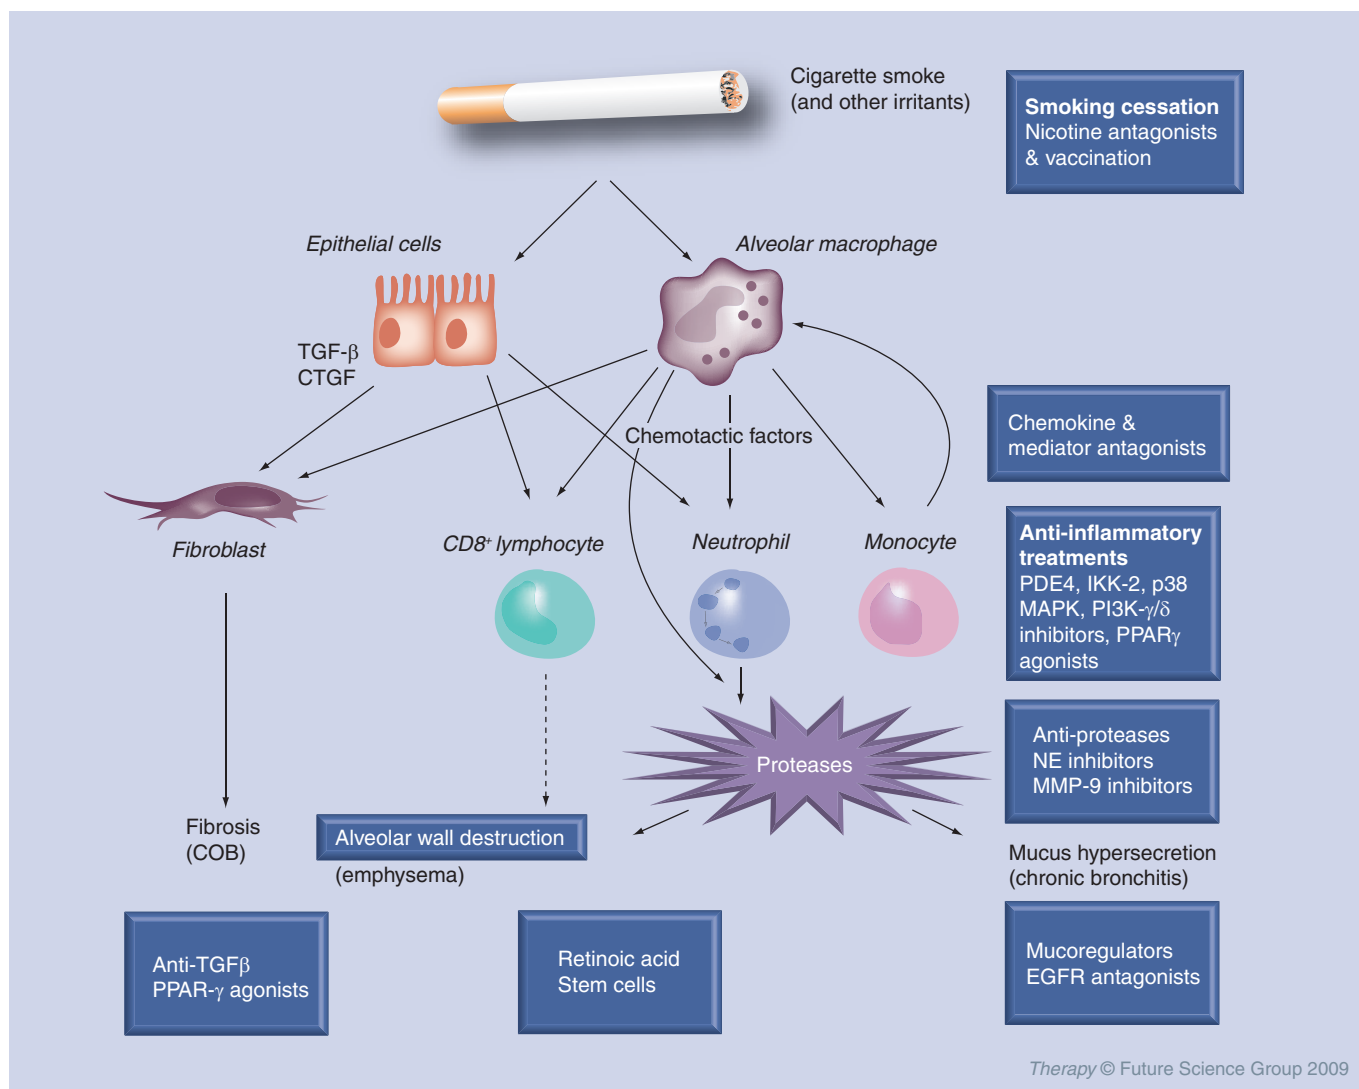 Cigarette smoke
(and other irritants)
Smoking cessation
Nicotine antagonists
& vaccination
Epithelial cells
Alveolar macrophage
TGF-β
CTGF
Chemotactic factors
Chemokine &
mediator antagonists
Fibroblast
CD8⁺ lymphocyte
Neutrophil
Monocyte
Anti-inflammatory
treatments
PDE4, IKK-2, p38
MAPK, PI3K-γ/δ
inhibitors, PPARγ
agonists
Proteases
Anti-proteases
NE inhibitors
MMP-9 inhibitors
Fibrosis
(COB)
Alveolar wall destruction
(emphysema)
Mucus hypersecretion
(chronic bronchitis)
Anti-TGFβ
PPAR-γ agonists
Retinoic acid
Stem cells
Mucoregulators
EGFR antagonists
Therapy © Future Science Group 2009